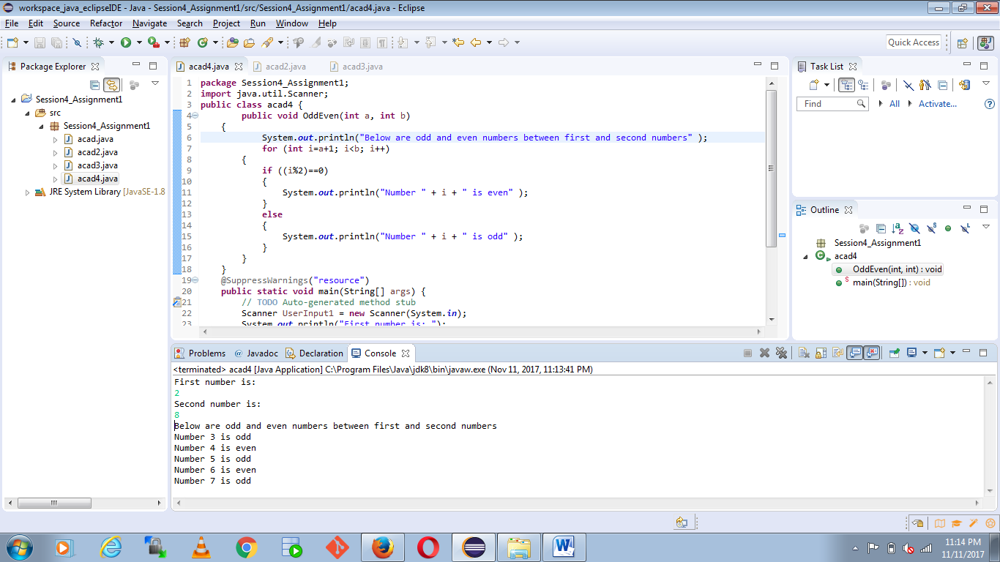 workspace_java_eclipseIDE - Java - Session4_Assignment1/src/Session4_Assignment1/acad4.java - Eclipse
File Edit Source Refactor Navigate Search Project Run Window Help
Quick Access
Package Explorer
Session4_Assignment1
src
Session4_Assignment1
acad.java
acad2.java
acad3.java
acad4.java
JRE System Library [JavaSE-1.8
acad4.java acad2.java acad3.java
1 package Session4_Assignment1;
2 import java.util.Scanner;
3 public class acad4 {
4 public void OddEven(int a, int b)
5 {
6 System.out.println("Below are odd and even numbers between first and second numbers" );
7 for (int i=a+1; i<b; i++)
8 {
9 if ((i%2)==0)
10 {
11 System.out.println("Number " + i + " is even" );
12 }
13 else
14 {
15 System.out.println("Number " + i + " is odd" );
16 }
17 }
18 }
19 @SuppressWarnings("resource")
20 public static void main(String[] args) {
21 // TODO Auto-generated method stub
22 Scanner UserInput1 = new Scanner(System.in);
23 System.out.println("First number is: ");
Task List
Find All Activate...
Outline
Session4_Assignment1
acad4
OddEven(int, int) : void
main(String[]) : void
Problems @ Javadoc Declaration Console
<terminated> acad4 [Java Application] C:\Program Files\Java\jdk8\bin\javaw.exe (Nov 11, 2017, 11:13:41 PM)
First number is:
2
Second number is:
8
Below are odd and even numbers between first and second numbers
Number 3 is odd
Number 4 is even
Number 5 is odd
Number 6 is even
Number 7 is odd
11:14 PM
11/11/2017